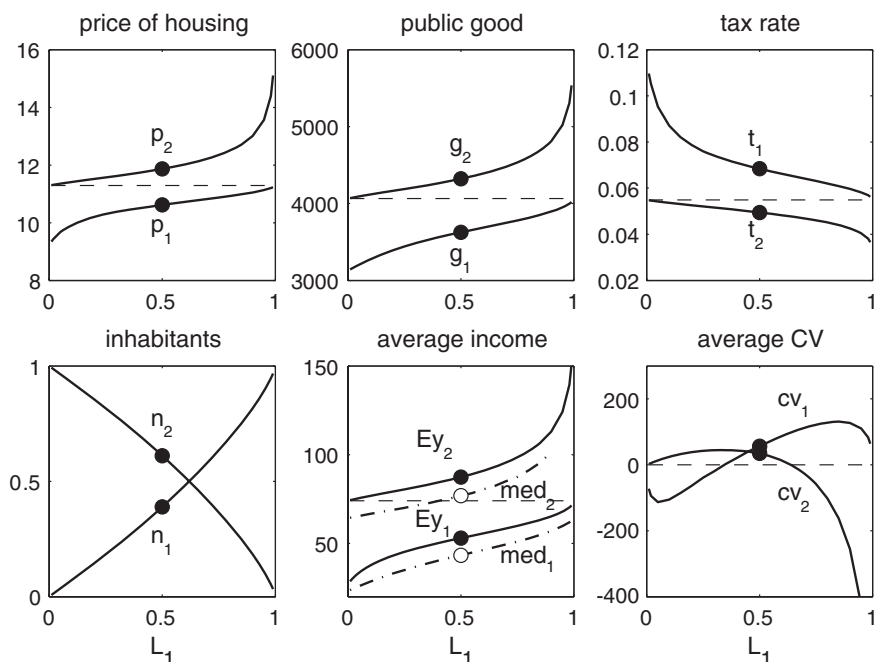 price of housing
16
14
12
10
8
p2
p1
0
0.5
1
public good
6000
5000
4000
3000
g2
g1
0
0.5
1
tax rate
0.12
0.1
0.08
0.06
0.04
0.02
t1
t2
0
0.5
1
inhabitants
1
0.5
0
n2
n1
0
0.5
1
L1
average income
150
100
50
Ey2
med2
Ey1
med1
0
0.5
1
L1
average CV
200
0
-200
-400
cv1
cv2
0
0.5
1
L1